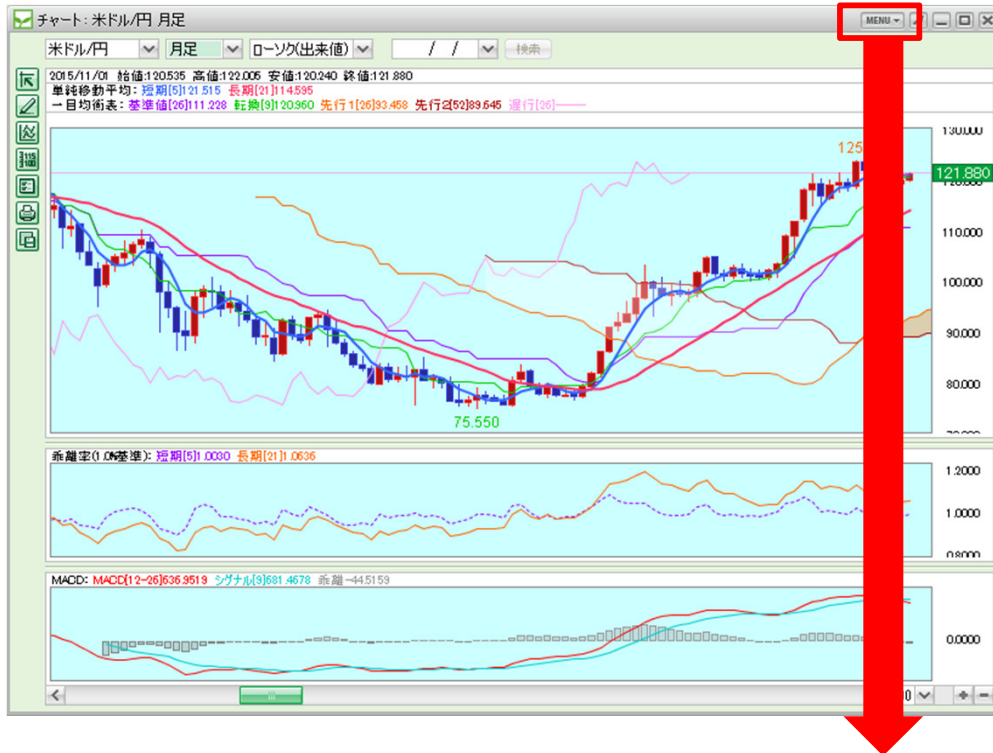 チャート: 米ドル/円 月足
MENU
米ドル/円 月足 ローソク(出来値) / / 検索
2015/11/01 始値:120.535 高値:122.005 安値:120.240 終値:121.880
単純移動平均: 短期[5]121.515 長期[21]114.595
一目均衡表: 基準値[26]111.228 転換[9]120.960 先行1[26]93.458 先行2[52]89.645 遅行[26]
130.000
125
121.880
120.000
110.000
100.000
90.000
80.000
75.550
乖離率(1.0%基準): 短期[5]1.0030 長期[21]1.0636
1.2000
1.0000
0.8000
MACD: MACD[12-26]636.9519 シグナル[9]681.4678 乖離-44.5159
0.0000